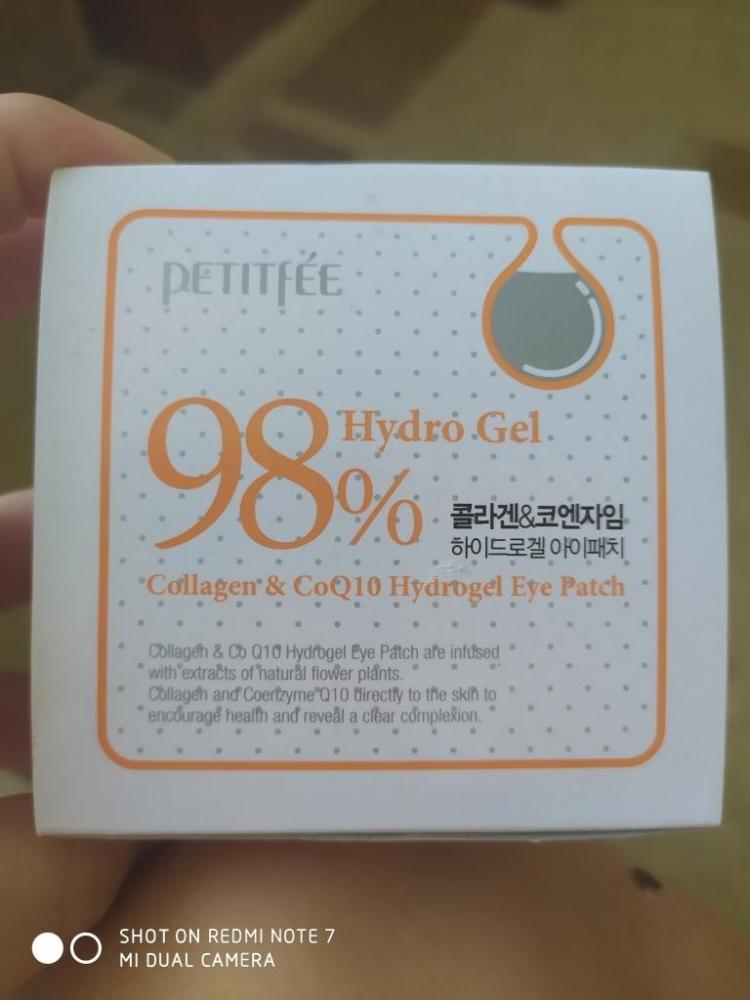 PETITFÉE
98%
Hydro Gel
콜라겐&코엔자임
하이드로겔 아이패치
Collagen & CoQ10 Hydrogel Eye Patch
Collagen & Co Q10 Hydrogel Eye Patch are infused
with extracts of natural flower plants.
Collagen and Coenzyme Q10 directly to the skin to
encourage health and reveal a clear complexion.
SHOT ON REDMI NOTE 7
MI DUAL CAMERA